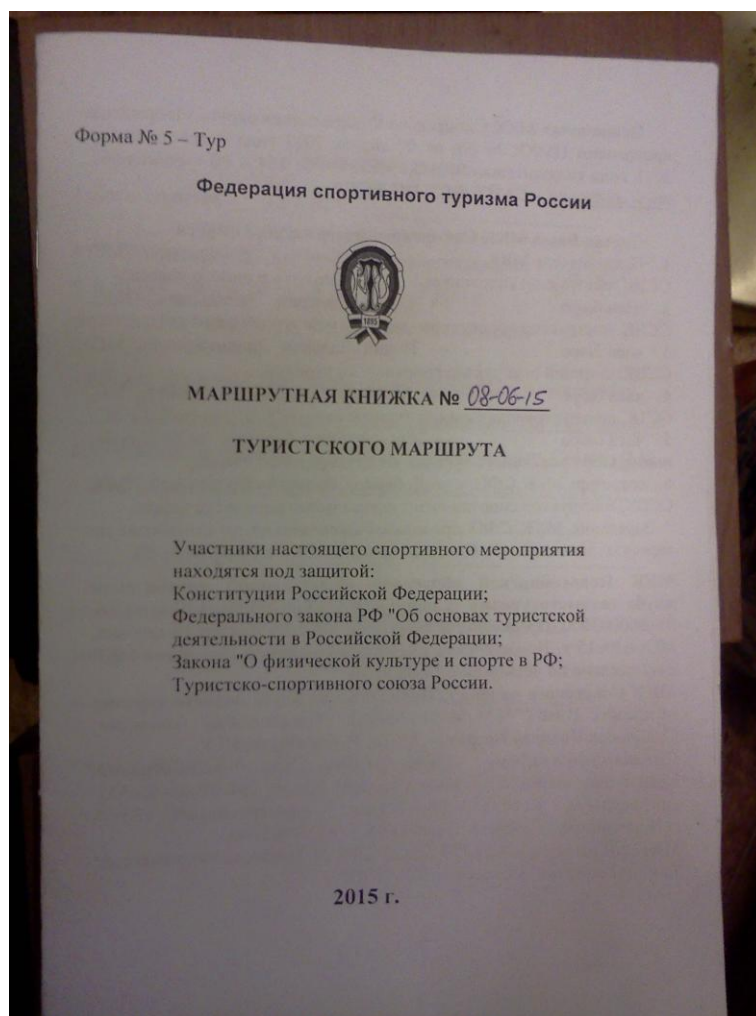 Форма № 5 – Тур
Федерация спортивного туризма России
1895
МАРШРУТНАЯ КНИЖКА № 08-06-15
ТУРИСТСКОГО МАРШРУТА
Участники настоящего спортивного мероприятия
находятся под защитой:
Конституции Российской Федерации;
Федерального закона РФ "Об основах туристской
деятельности в Российской Федерации;
Закона "О физической культуре и спорте в РФ;
Туристско-спортивного союза России.
2015 г.